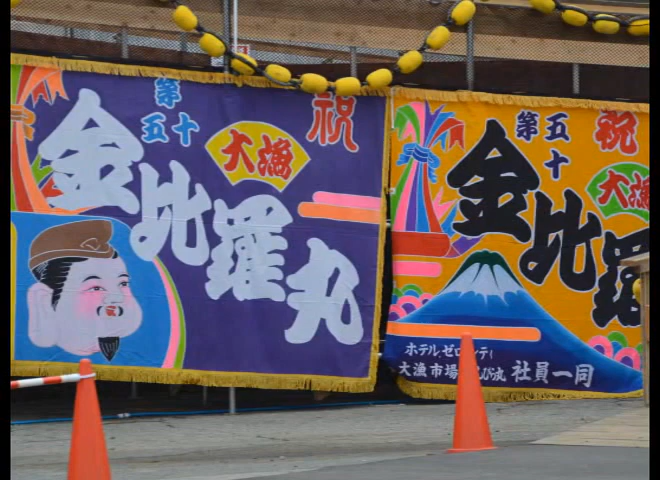 祝
第五十
大漁
金比羅丸
祝
第五十
大漁
金比羅
ホテルゼロ
大漁市場
社員一同